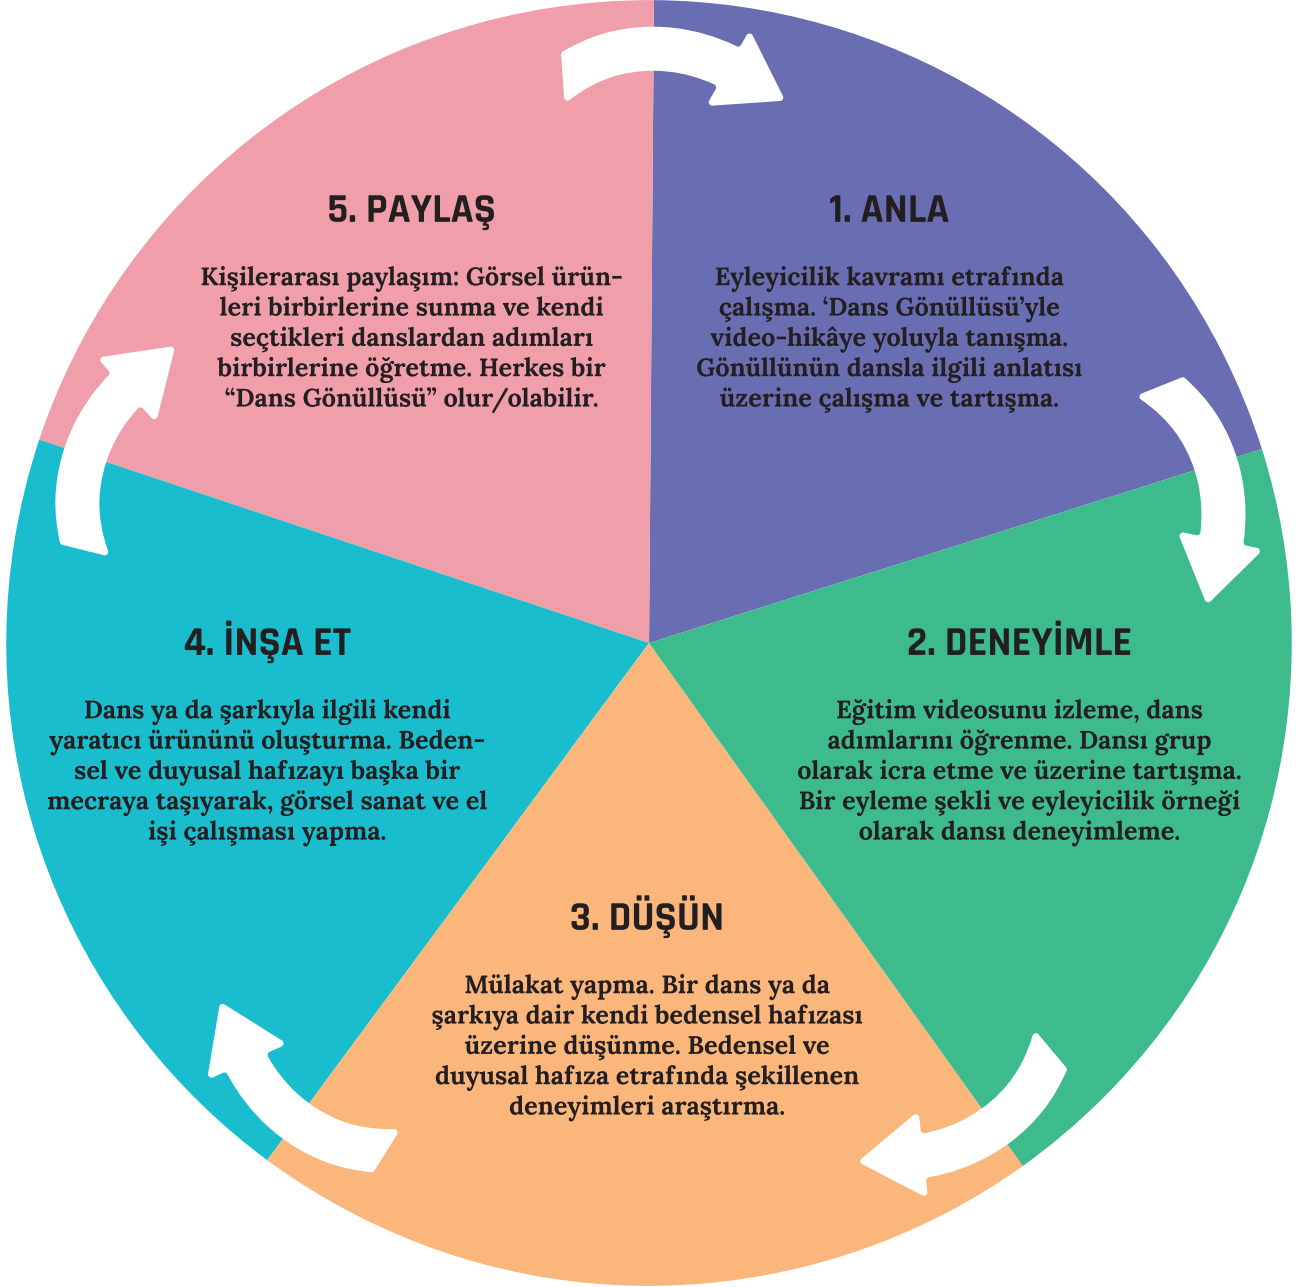 1. ANLA
Eyleyicilik kavramı etrafında
çalışma. ‘Dans Gönüllüsü’yle
video-hikâye yoluyla tanışma.
Gönüllünün dansla ilgili anlatısı
üzerine çalışma ve tartışma.
2. DENEYİMLE
Eğitim videosunu izleme, dans
adımlarını öğrenme. Dansı grup
olarak icra etme ve üzerine tartışma.
Bir eyleme şekli ve eyleyicilik örneği
olarak dansı deneyimleme.
3. DÜŞÜN
Mülakat yapma. Bir dans ya da
şarkıya dair kendi bedensel hafızası
üzerine düşünme. Bedensel ve
duyusal hafıza etrafında şekillenen
deneyimleri araştırma.
4. İNŞA ET
Dans ya da şarkıyla ilgili kendi
yaratıcı ürününü oluşturma. Beden-
sel ve duyusal hafızayı başka bir
mecraya taşıyarak, görsel sanat ve el
işi çalışması yapma.
5. PAYLAŞ
Kişilerarası paylaşım: Görsel ürün-
leri birbirlerine sunma ve kendi
seçtikleri danslardan adımları
birbirlerine öğretme. Herkes bir
“Dans Gönüllüsü” olur/olabilir.